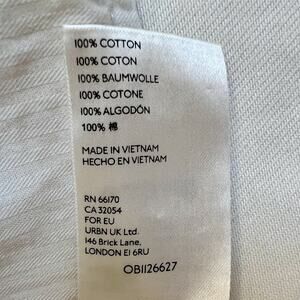 100% COTTON
100% COTON
100% BAUMWOLLE
100% COTONE
100% ALGODÓN
100% 棉
MADE IN VIETNAM
HECHO EN VIETNAM
RN 66170
CA 32054
FOR EU
URBN UK Ltd.
146 Brick Lane,
LONDON E1 6RU
OB1126627